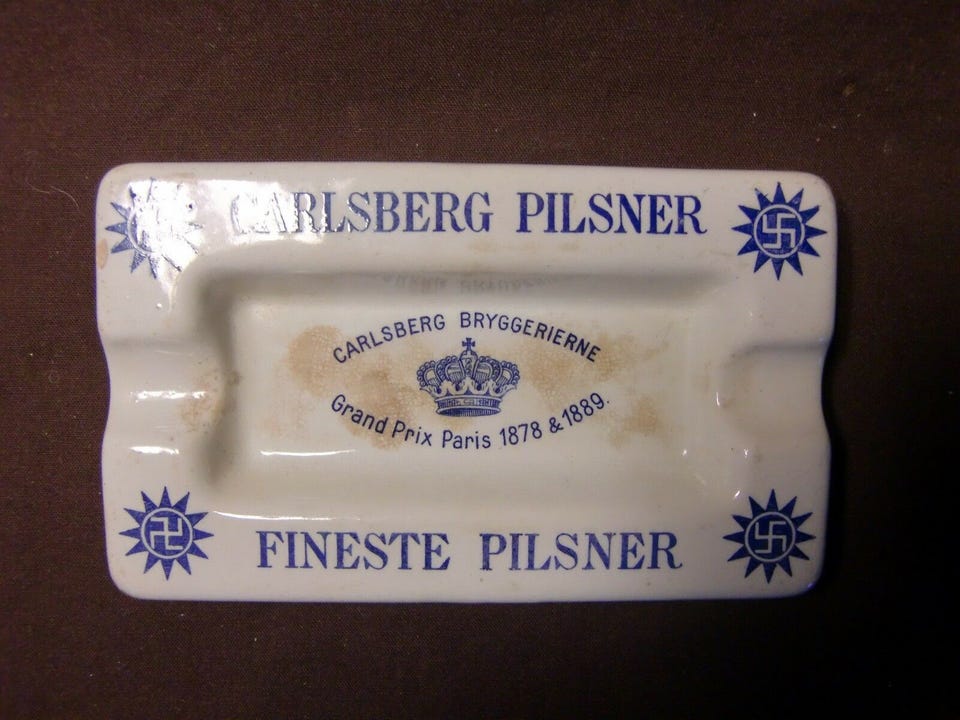 CARLSBERG PILSNER
CARLSBERG BRYGGERIERNE
Grand Prix Paris 1878 & 1889.
FINESTE PILSNER